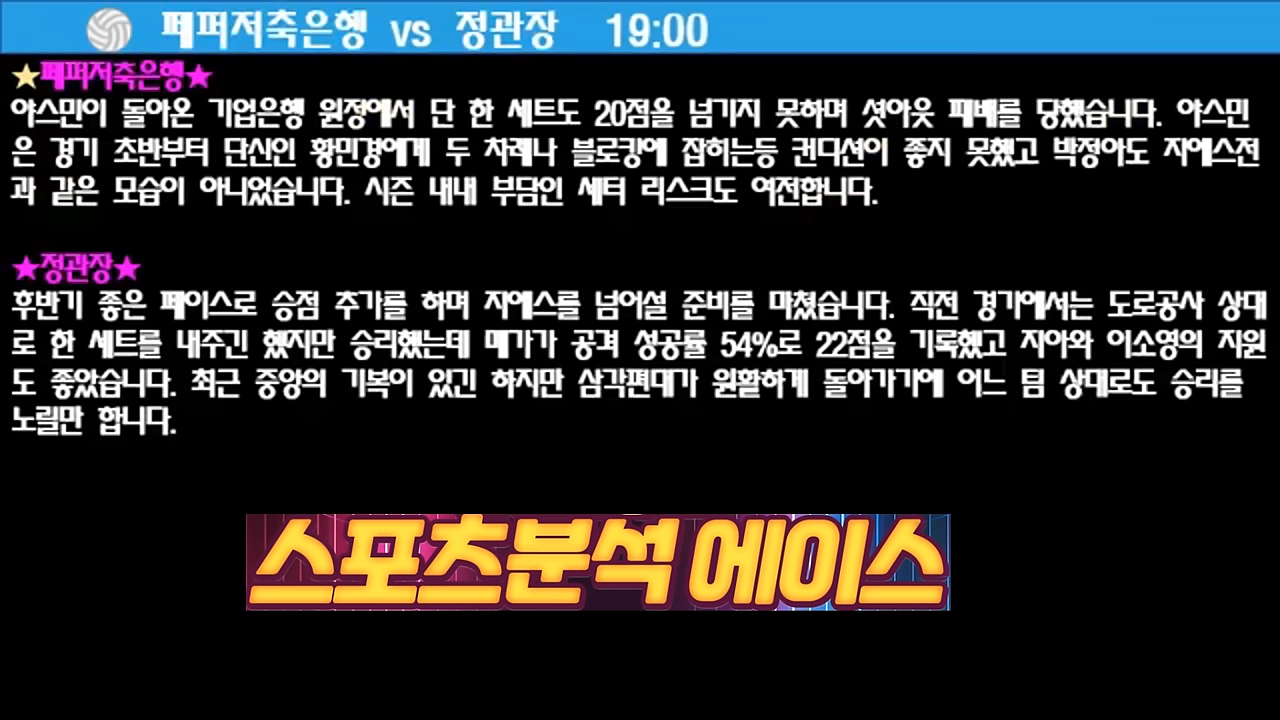 페퍼저축은행 vs 정관장 19:00
★페퍼저축은행★
야스민이 돌아온 기업은행 원정에서 단 한 세트도 20점을 넘기지 못하며 셧아웃 패배를 당했습니다. 야스민
은 경기 초반부터 단신인 황민경에게 두 차례나 블로킹에 잡히는등 컨디션이 좋지 못했고 박정아도 지에스전
과 같은 모습이 아니었습니다. 시즌 내내 부담인 세터 리스크도 여전합니다.
★정관장★
후반기 좋은 페이스로 승점 추가를 하며 지에스를 넘어설 준비를 마쳤습니다. 직전 경기에서는 도로공사 상대
로 한 세트를 내주긴 했지만 승리했는데 메가가 공격 성공률 54%로 22점을 기록했고 지아와 이소영의 지원
도 좋았습니다. 최근 중앙의 기복이 있긴 하지만 삼각편대가 원활하게 돌아가기에 어느 팀 상대로도 승리를
노릴만 합니다.
스포츠분석 에이스